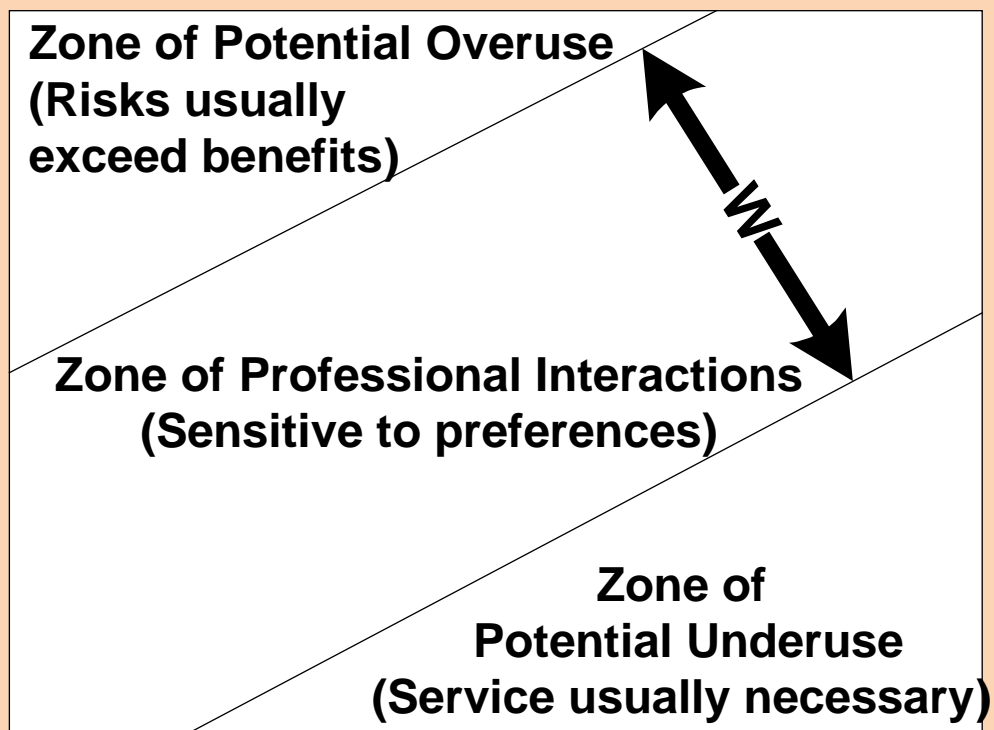 Zone of Potential Overuse
(Risks usually
exceed benefits)
W
Zone of Professional Interactions
(Sensitive to preferences)
Zone of
Potential Underuse
(Service usually necessary)